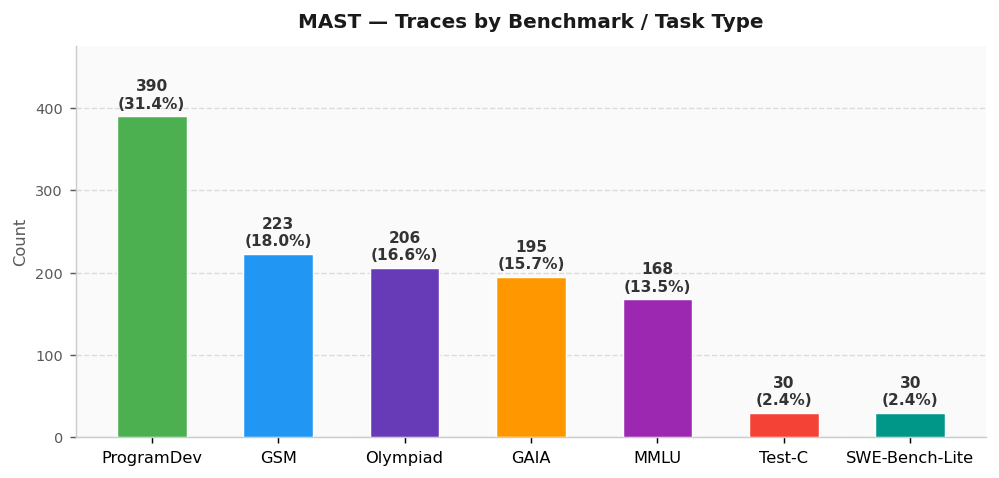 MAST — Traces by Benchmark / Task Type
Count
400
300
200
100
0
390
(31.4%)
223
(18.0%)
206
(16.6%)
195
(15.7%)
168
(13.5%)
30
(2.4%)
30
(2.4%)
ProgramDev
GSM
Olympiad
GAIA
MMLU
Test-C
SWE-Bench-Lite